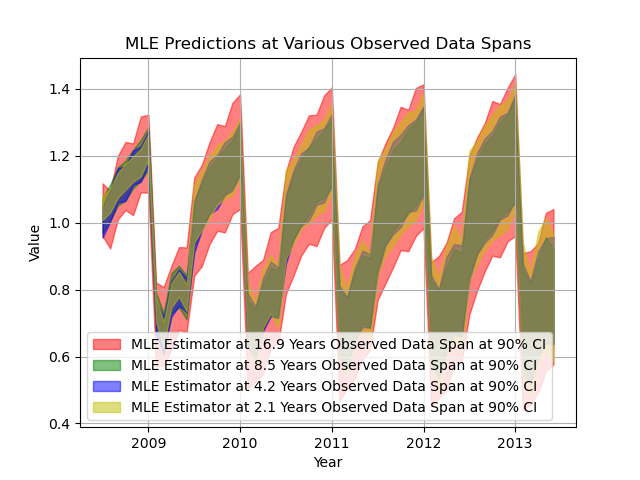 MLE Predictions at Various Observed Data Spans
1.4
1.2
1.0
0.8
0.6
0.4
Value
MLE Estimator at 16.9 Years Observed Data Span at 90% CI
MLE Estimator at 8.5 Years Observed Data Span at 90% CI
MLE Estimator at 4.2 Years Observed Data Span at 90% CI
MLE Estimator at 2.1 Years Observed Data Span at 90% CI
2009 2010 2011 2012 2013
Year